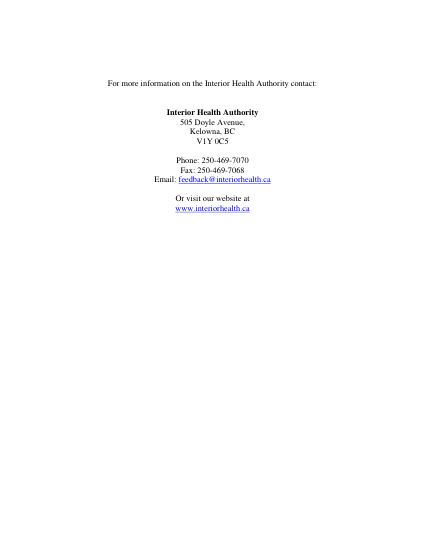 For more information on the Interior Health Authority contact:
Interior Health Authority
505 Doyle Avenue,
Kelowna, BC
V1Y 0C5
Phone: 250-469-7070
Fax: 250-469-7068
Email: feedback@interiorhealth.ca
Or visit our website at
www.interiorhealth.ca